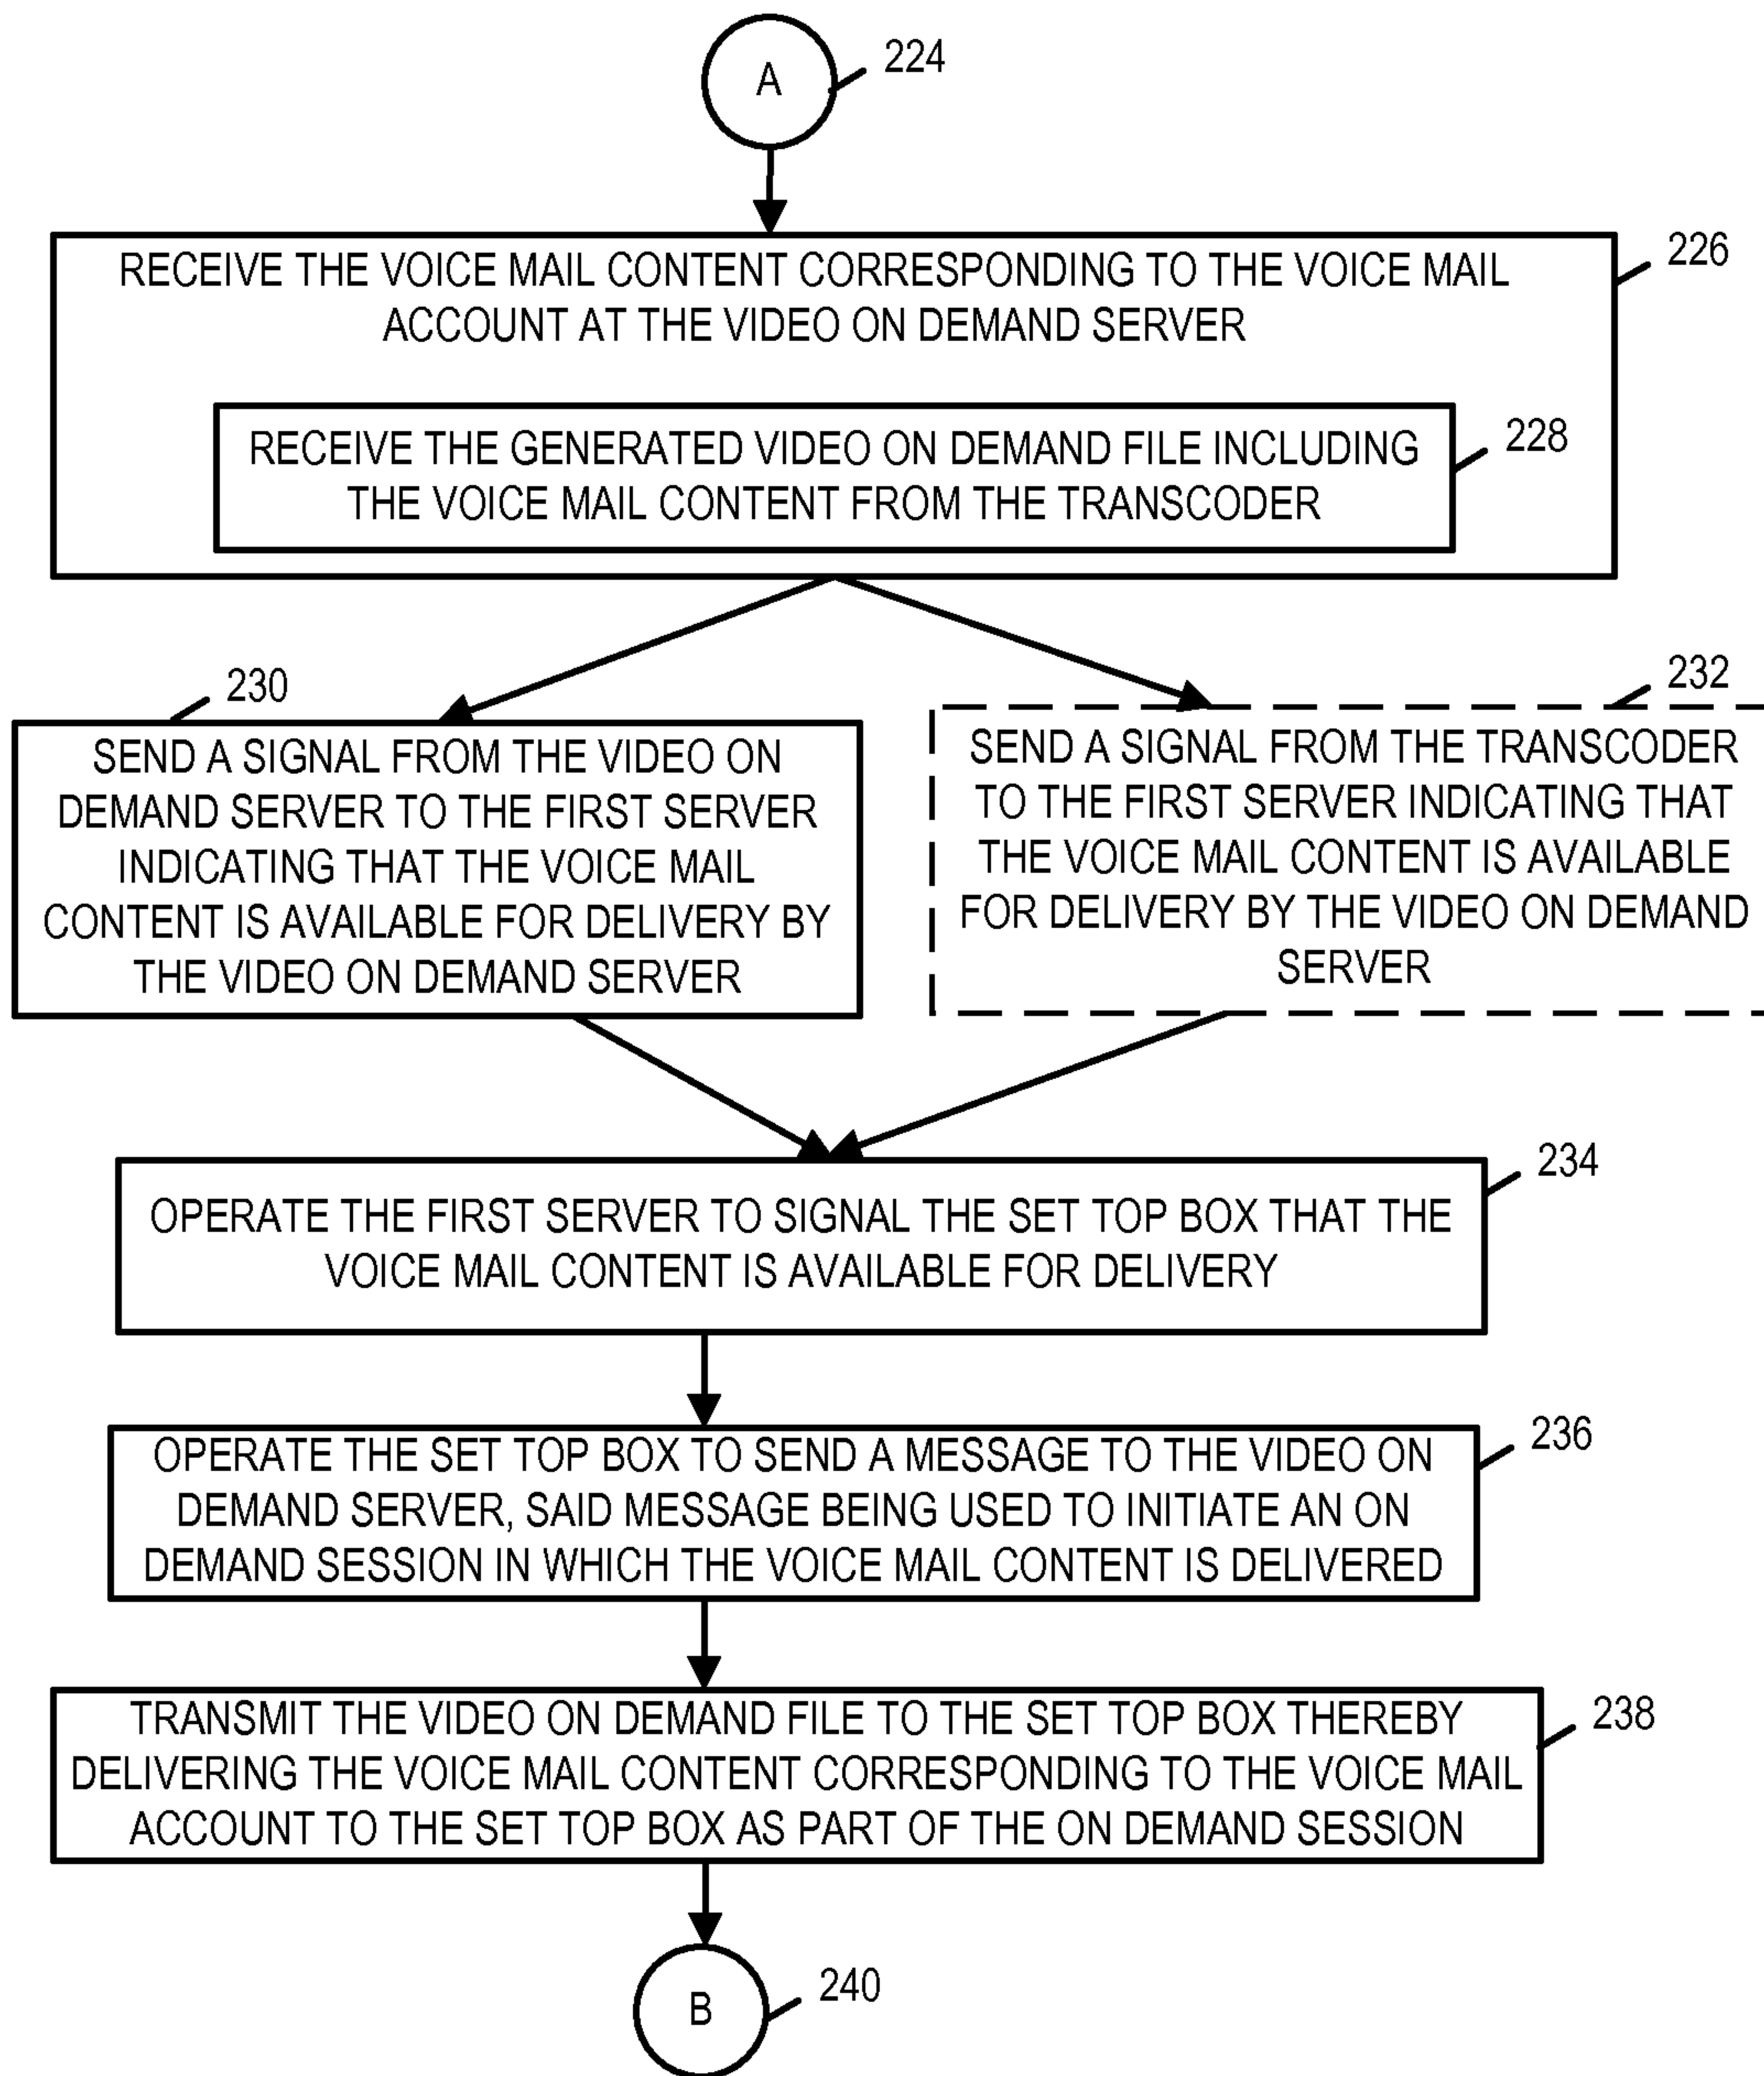 A
224
226
RECEIVE THE VOICE MAIL CONTENT CORRESPONDING TO THE VOICE MAIL
ACCOUNT AT THE VIDEO ON DEMAND SERVER
228
RECEIVE THE GENERATED VIDEO ON DEMAND FILE INCLUDING
THE VOICE MAIL CONTENT FROM THE TRANSCODER
230
SEND A SIGNAL FROM THE VIDEO ON
DEMAND SERVER TO THE FIRST SERVER
INDICATING THAT THE VOICE MAIL
CONTENT IS AVAILABLE FOR DELIVERY BY
THE VIDEO ON DEMAND SERVER
232
SEND A SIGNAL FROM THE TRANSCODER
TO THE FIRST SERVER INDICATING THAT
THE VOICE MAIL CONTENT IS AVAILABLE
FOR DELIVERY BY THE VIDEO ON DEMAND
SERVER
234
OPERATE THE FIRST SERVER TO SIGNAL THE SET TOP BOX THAT THE
VOICE MAIL CONTENT IS AVAILABLE FOR DELIVERY
236
OPERATE THE SET TOP BOX TO SEND A MESSAGE TO THE VIDEO ON
DEMAND SERVER, SAID MESSAGE BEING USED TO INITIATE AN ON
DEMAND SESSION IN WHICH THE VOICE MAIL CONTENT IS DELIVERED
238
TRANSMIT THE VIDEO ON DEMAND FILE TO THE SET TOP BOX THEREBY
DELIVERING THE VOICE MAIL CONTENT CORRESPONDING TO THE VOICE MAIL
ACCOUNT TO THE SET TOP BOX AS PART OF THE ON DEMAND SESSION
B
240